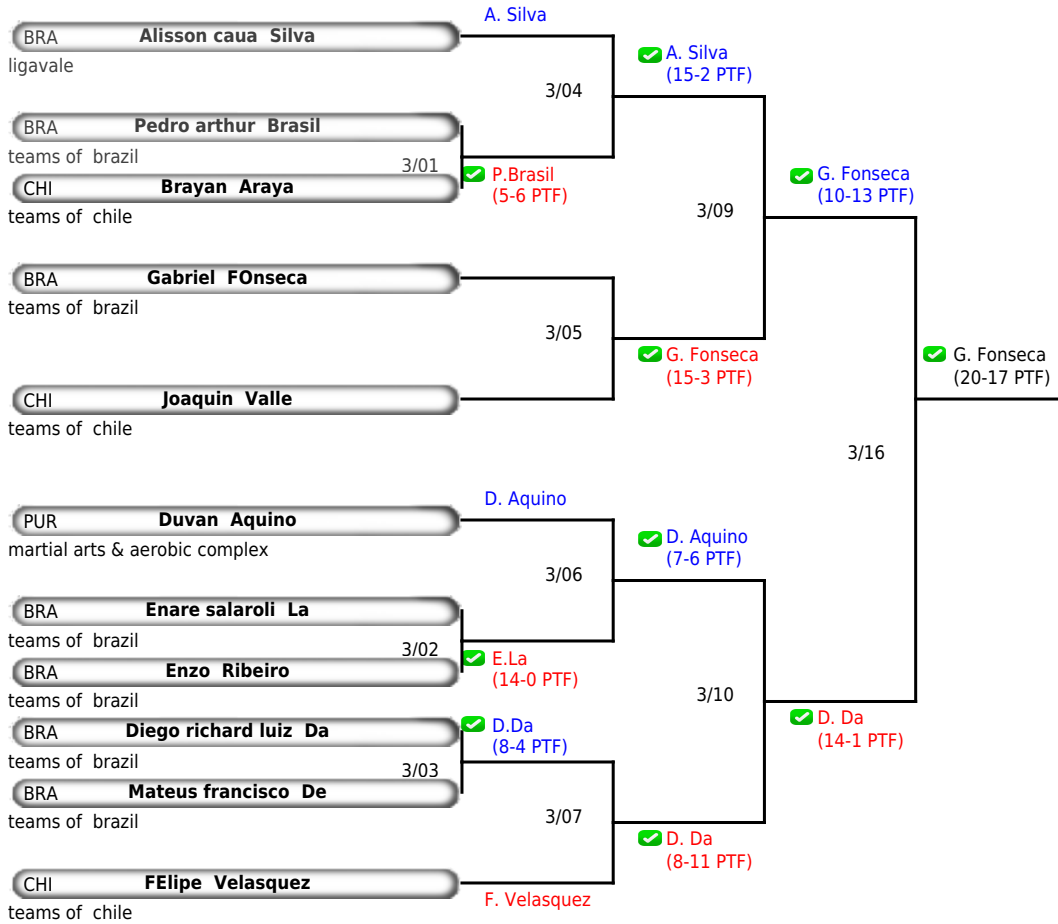 A. Silva
BRA Alisson caua Silva
ligavale
A. Silva
(15-2 PTF)
3/04
BRA Pedro arthur Brasil
teams of brazil
3/01
P.Brasil
(5-6 PTF)
CHI Brayan Araya
teams of chile
G. Fonseca
(10-13 PTF)
3/09
BRA Gabriel FOnseca
teams of brazil
3/05
G. Fonseca
(15-3 PTF)
G. Fonseca
(20-17 PTF)
CHI Joaquin Valle
teams of chile
3/16
D. Aquino
PUR Duvan Aquino
martial arts & aerobic complex
D. Aquino
(7-6 PTF)
3/06
BRA Enare salaroli La
teams of brazil
3/02
E.La
(14-0 PTF)
BRA Enzo Ribeiro
teams of brazil
3/10
D. Da
(14-1 PTF)
BRA Diego richard luiz Da
teams of brazil
D.Da
(8-4 PTF)
3/03
BRA Mateus francisco De
teams of brazil
3/07
D. Da
(8-11 PTF)
CHI FElipe Velasquez
teams of chile
F. Velasquez